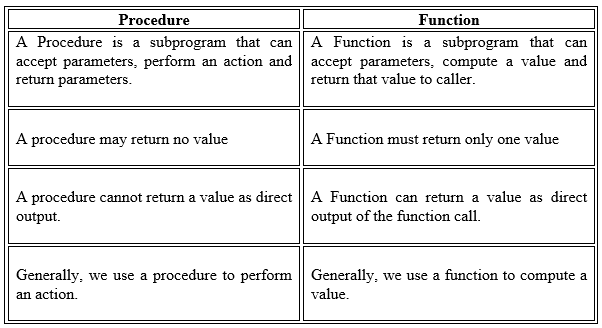 Procedure
Function
A Procedure is a subprogram that can
accept parameters, perform an action and
return parameters.
A Function is a subprogram that can
accept parameters, compute a value and
return that value to caller.
A procedure may return no value
A Function must return only one value
A procedure cannot return a value as direct
output.
A Function can return a value as direct
output of the function call.
Generally, we use a procedure to perform
an action.
Generally, we use a function to compute a
value.